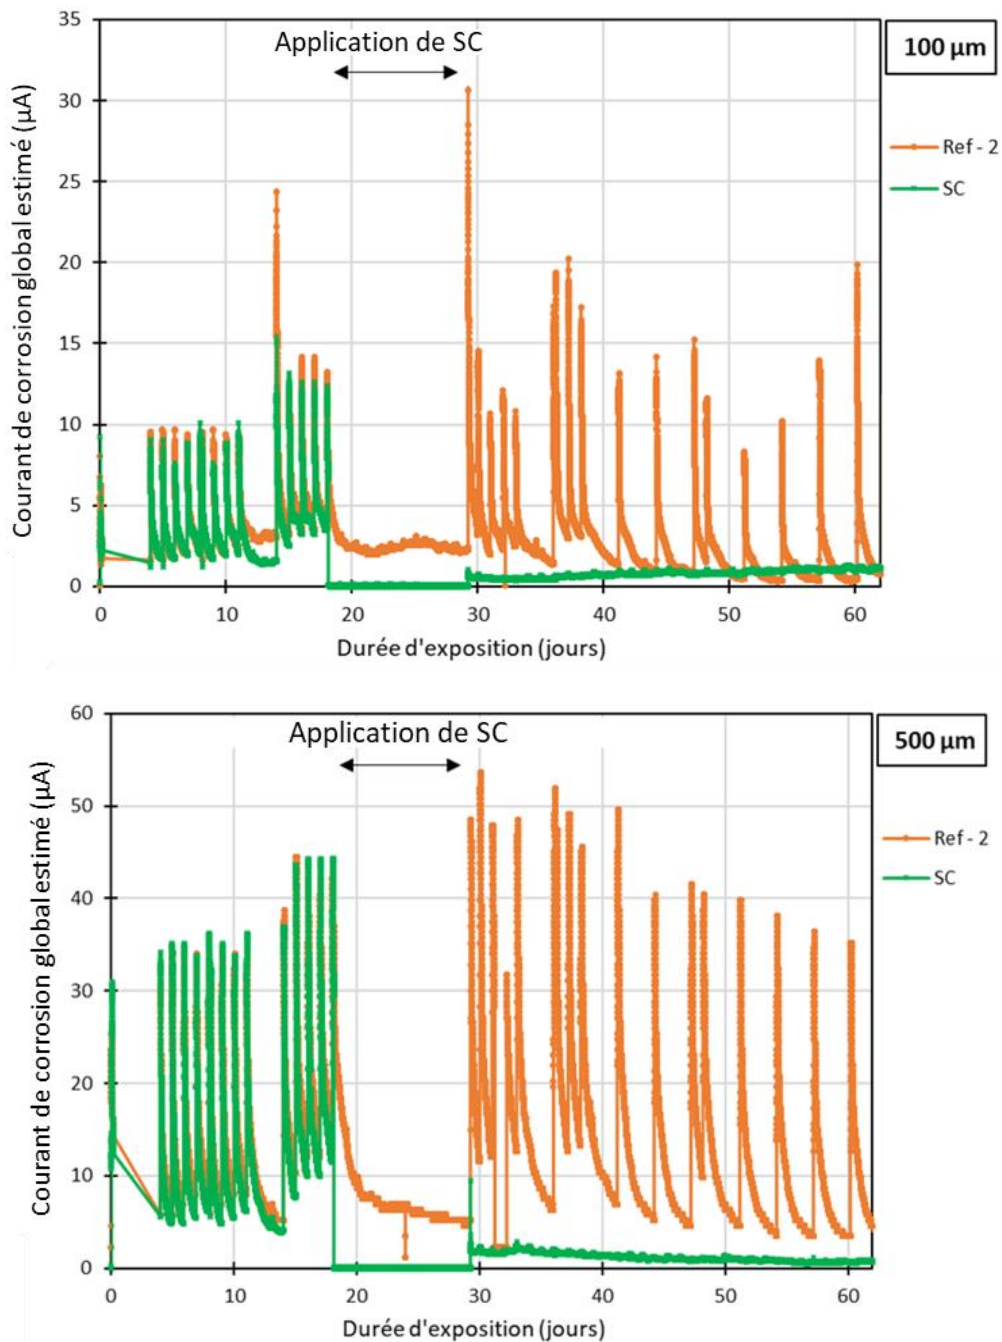 Application de SC
100 µm
Courant de corrosion global estimé (µA)
35
30
25
20
15
10
5
0
Ref - 2
SC
0 10 20 30 40 50 60
Durée d'exposition (jours)
Application de SC
500 µm
Courant de corrosion global estimé (µA)
60
50
40
30
20
10
0
Ref - 2
SC
0 10 20 30 40 50 60
Durée d'exposition (jours)